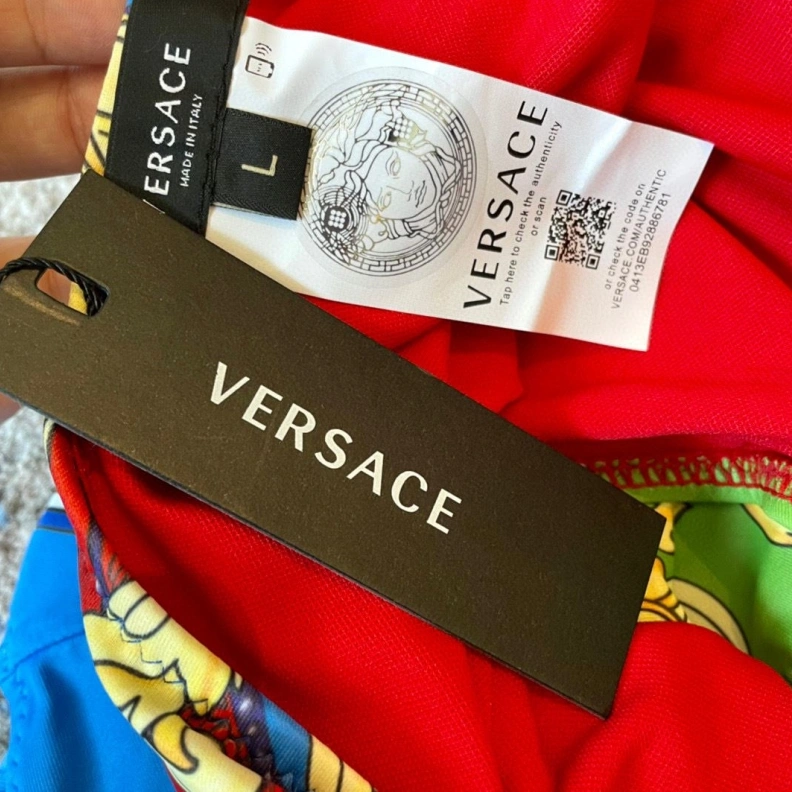 ERSACE
MADE IN ITALY
L
VERSACE
Tap here to check the authenticity
or scan
or check the code on
VERSACE.COM/AUTHENTIC
0413EB92886781
VERSACE